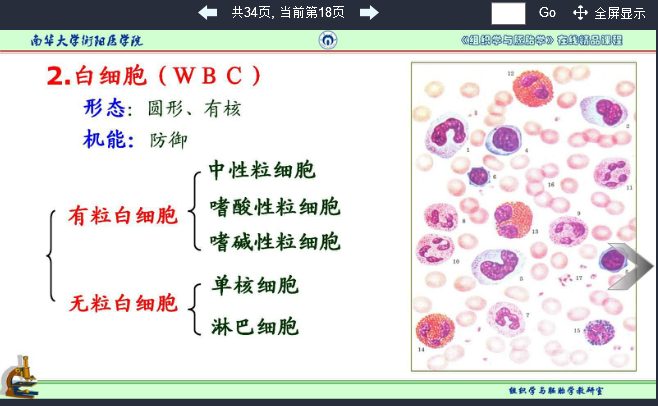 共34页, 当前第18页
Go
全屏显示
南华大学衡阳医学院
《组织学与胚胎学》在线精品课程
2.白细胞（WBC）
形态：圆形、有核
机能：防御
有粒白细胞
中性粒细胞
嗜酸性粒细胞
嗜碱性粒细胞
无粒白细胞
单核细胞
淋巴细胞
12
2
3
1
4
6
16
11
8
9
13
10
3
5
17
7
14
15
组织学与胚胎学教研室